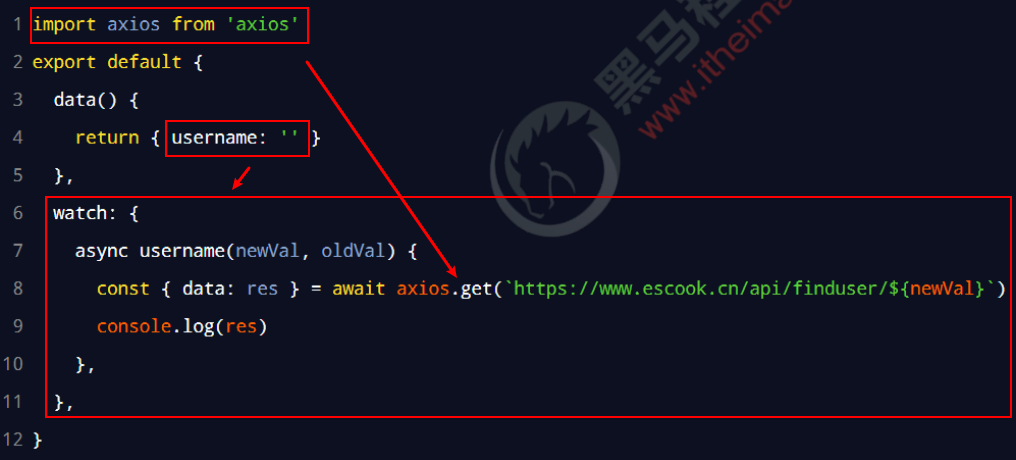 1 import axios from 'axios'
2 export default {
3 data() {
4 return { username: '' }
5 },
6 watch: {
7 async username(newVal, oldVal) {
8 const { data: res } = await axios.get(`https://www.escook.cn/api/finduser/${newVal}`)
9 console.log(res)
10 },
11 },
12 }
黑马程
www.itheima